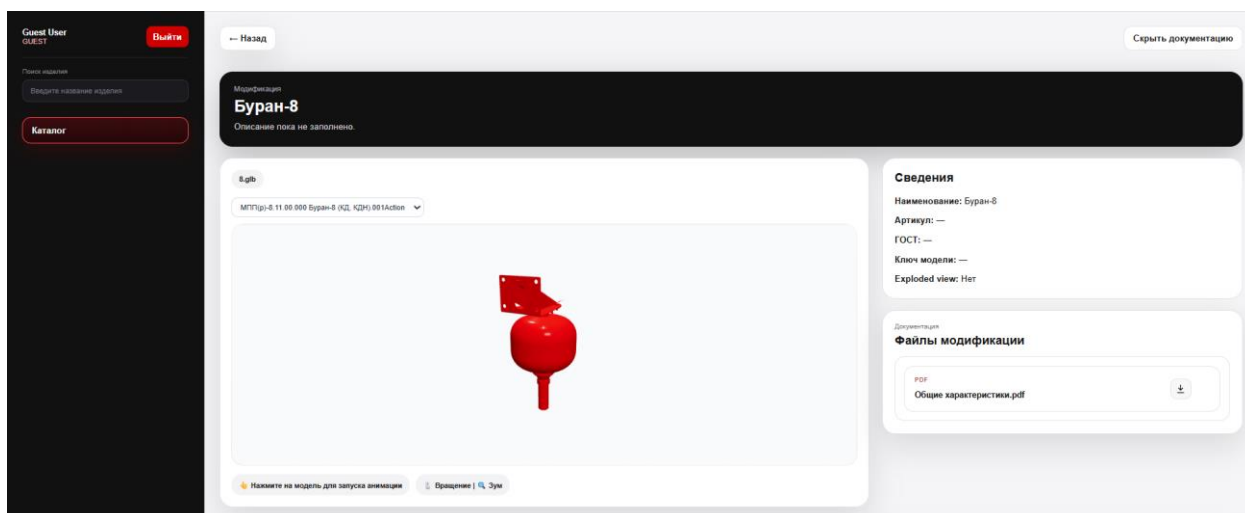 Guest User
GUEST
Выйти
Поиск изделия
Введите название изделия
Каталог
← Назад
Скрыть документацию
Модификация
Буран-8
Описание пока не заполнено.
8.glb
МПП(р)-8.11.00.000 Буран-8 (КД, КДН).001Action
Нажмите на модель для запуска анимации
Вращение | Зум
Сведения
Наименование: Буран-8
Артикул: —
ГОСТ: —
Ключ модели: —
Exploded view: Нет
Документация
Файлы модификации
PDF
Общие характеристики.pdf